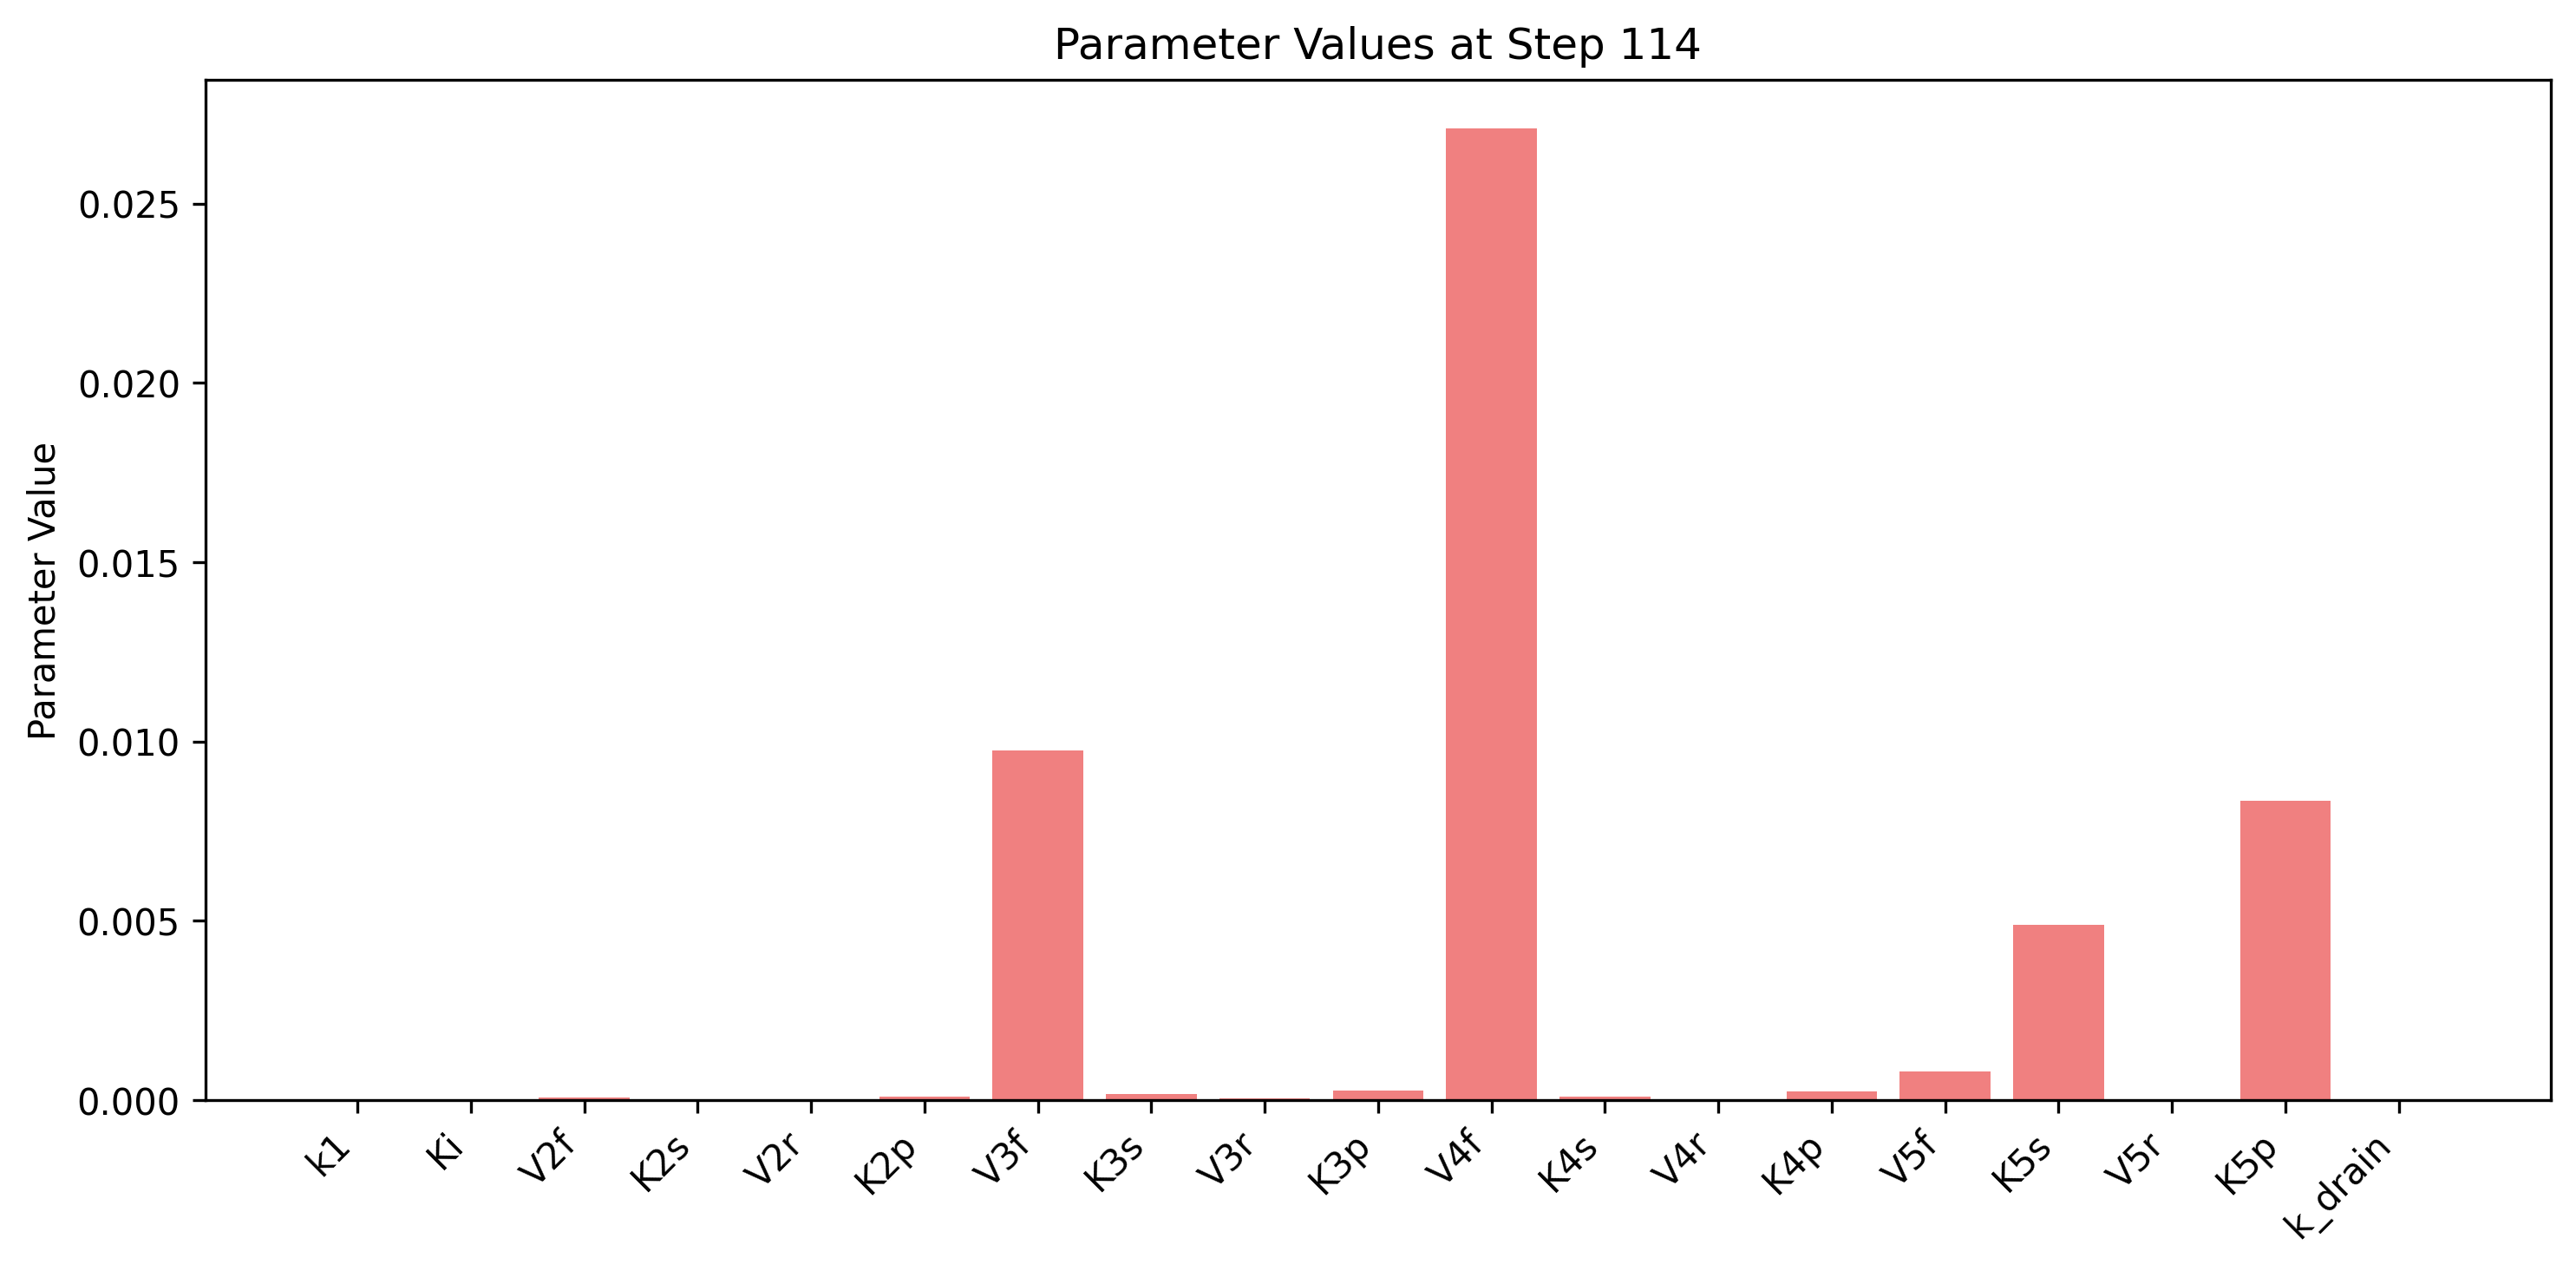 Parameter Values at Step 114
Parameter Value
0.025
0.020
0.015
0.010
0.005
0.000
k1
Ki
V2f
K2s
V2r
K2p
V3f
K3s
V3r
K3p
V4f
K4s
V4r
K4p
V5f
K5s
V5r
K5p
k_drain